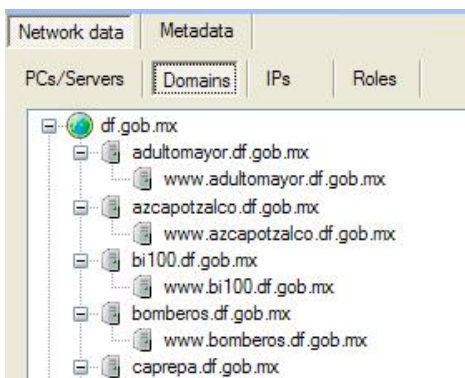 Network data Metadata
PCs/Servers Domains IPs Roles
df.gob.mx
adultomayor.df.gob.mx
www.adultomayor.df.gob.mx
azcapotzalco.df.gob.mx
www.azcapotzalco.df.gob.mx
bi100.df.gob.mx
www.bi100.df.gob.mx
bomberos.df.gob.mx
www.bomberos.df.gob.mx
caprepa.df.gob.mx